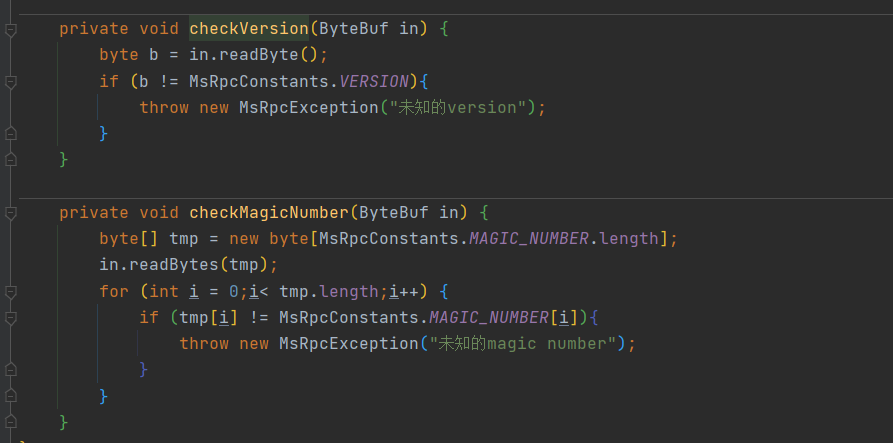 private void checkVersion(ByteBuf in) {
byte b = in.readByte();
if (b != MsRpcConstants.VERSION){
throw new MsRpcException("未知的version");
}
}
private void checkMagicNumber(ByteBuf in) {
byte[] tmp = new byte[MsRpcConstants.MAGIC_NUMBER.length];
in.readBytes(tmp);
for (int i = 0;i< tmp.length;i++) {
if (tmp[i] != MsRpcConstants.MAGIC_NUMBER[i]){
throw new MsRpcException("未知的magic number");
}
}
}